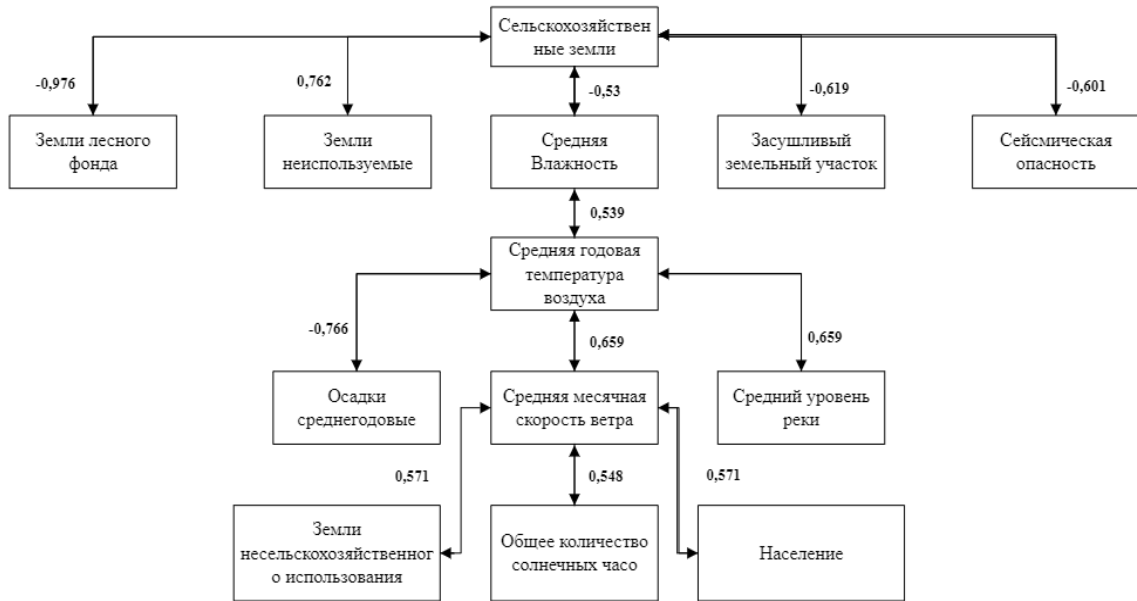 Сельскохозяйствен
ные земли
-0,976
0,762
-0,53
-0,619
-0,601
Земли лесного
фонда
Земли
неиспользуемые
Средняя
Влажность
Засушливый
земельный участок
Сейсмическая
опасность
0,539
Средняя годовая
температура
воздуха
-0,766
0,659
0,659
Осадки
среднегодовые
Средняя месячная
скорость ветра
Средний уровень
реки
0,571
0,548
0,571
Земли
несельскохозяйственног
о использования
Общее количество
солнечных часо
Население